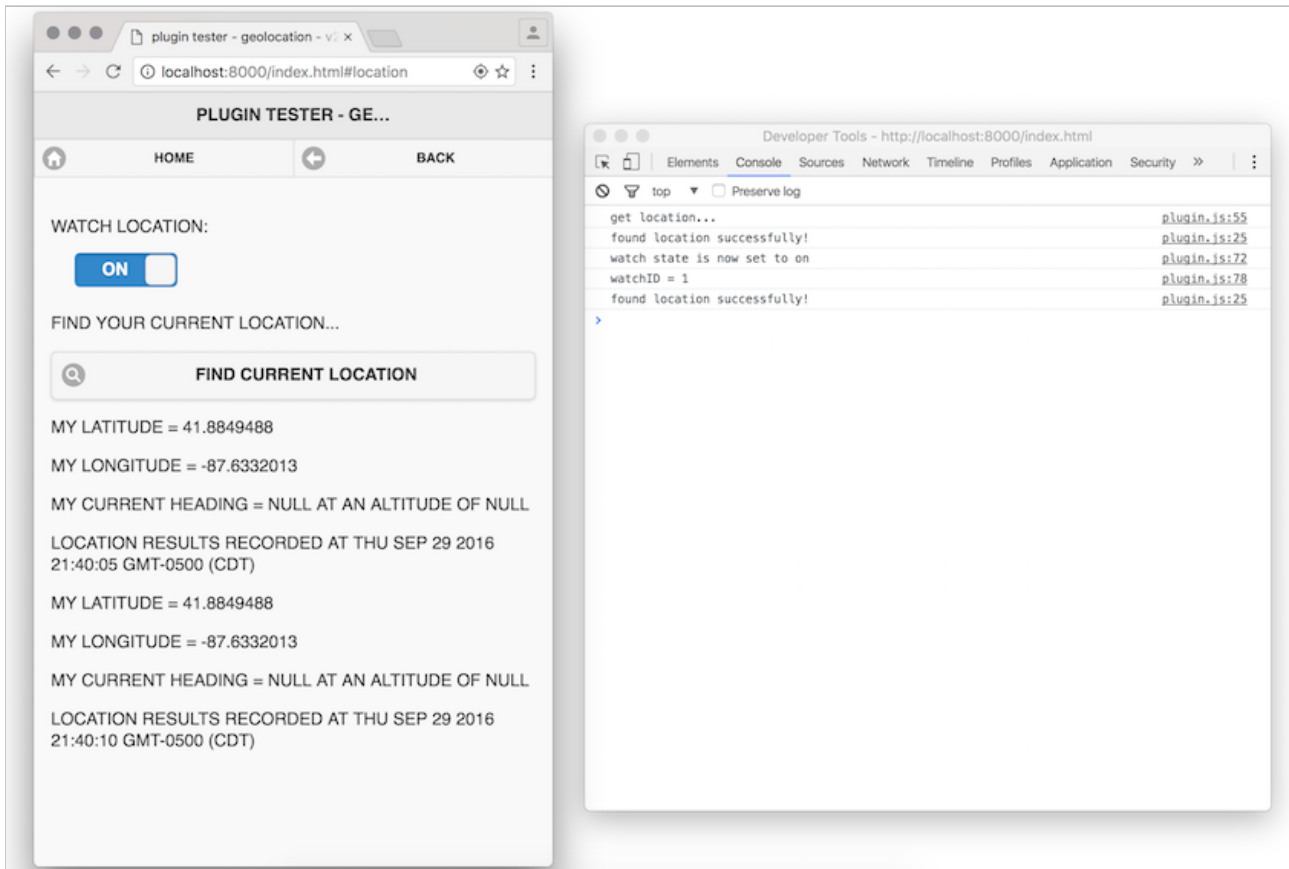 plugin tester - geolocation - v
localhost:8000/index.html#location
PLUGIN TESTER - GE...
HOME
BACK
WATCH LOCATION:
ON
FIND YOUR CURRENT LOCATION...
FIND CURRENT LOCATION
MY LATITUDE = 41.8849488
MY LONGITUDE = -87.6332013
MY CURRENT HEADING = NULL AT AN ALTITUDE OF NULL
LOCATION RESULTS RECORDED AT THU SEP 29 2016
21:40:05 GMT-0500 (CDT)
MY LATITUDE = 41.8849488
MY LONGITUDE = -87.6332013
MY CURRENT HEADING = NULL AT AN ALTITUDE OF NULL
LOCATION RESULTS RECORDED AT THU SEP 29 2016
21:40:10 GMT-0500 (CDT)
Developer Tools - http://localhost:8000/index.html
Elements Console Sources Network Timeline Profiles Application Security »
top Preserve log
get location... plugin.js:55
found location successfully! plugin.js:25
watch state is now set to on plugin.js:72
watchID = 1 plugin.js:78
found location successfully! plugin.js:25